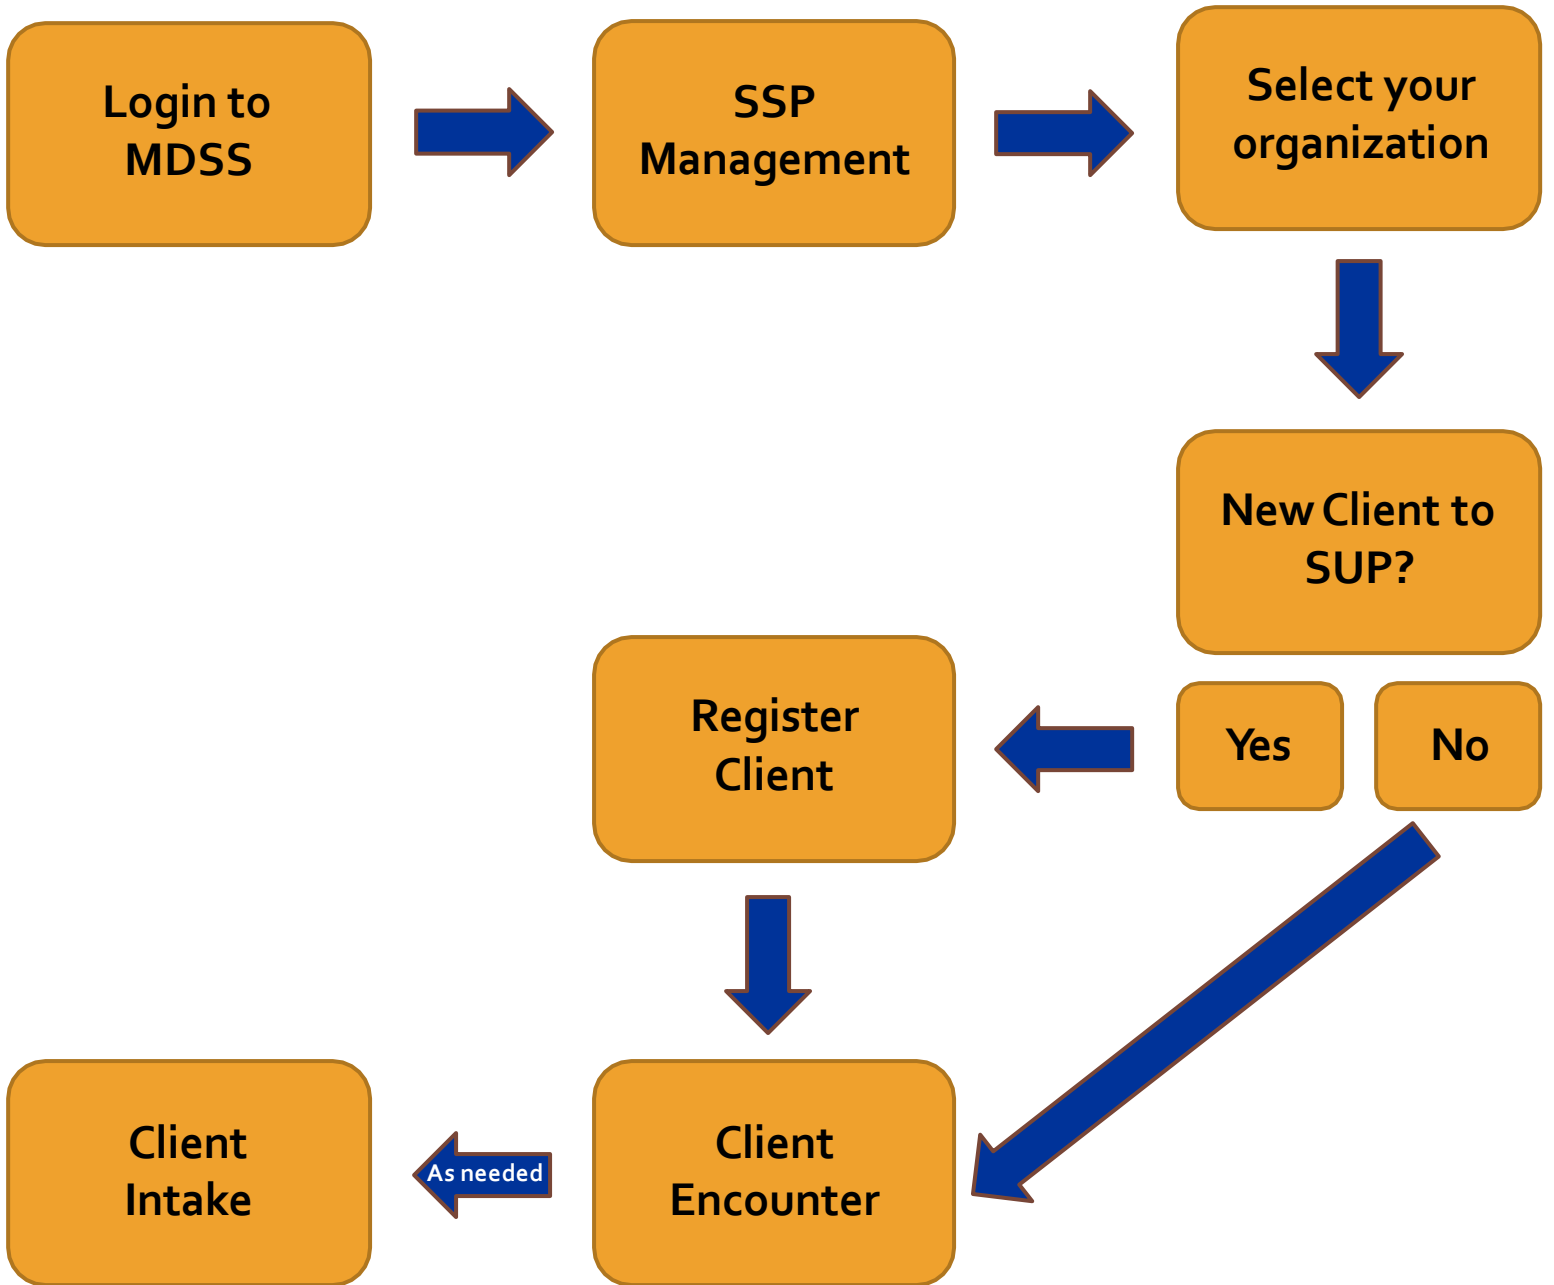 Login to
MDSS
SSP
Management
Select your
organization
New Client to
SUP?
Yes
No
Register
Client
Client
Encounter
As needed
Client
Intake